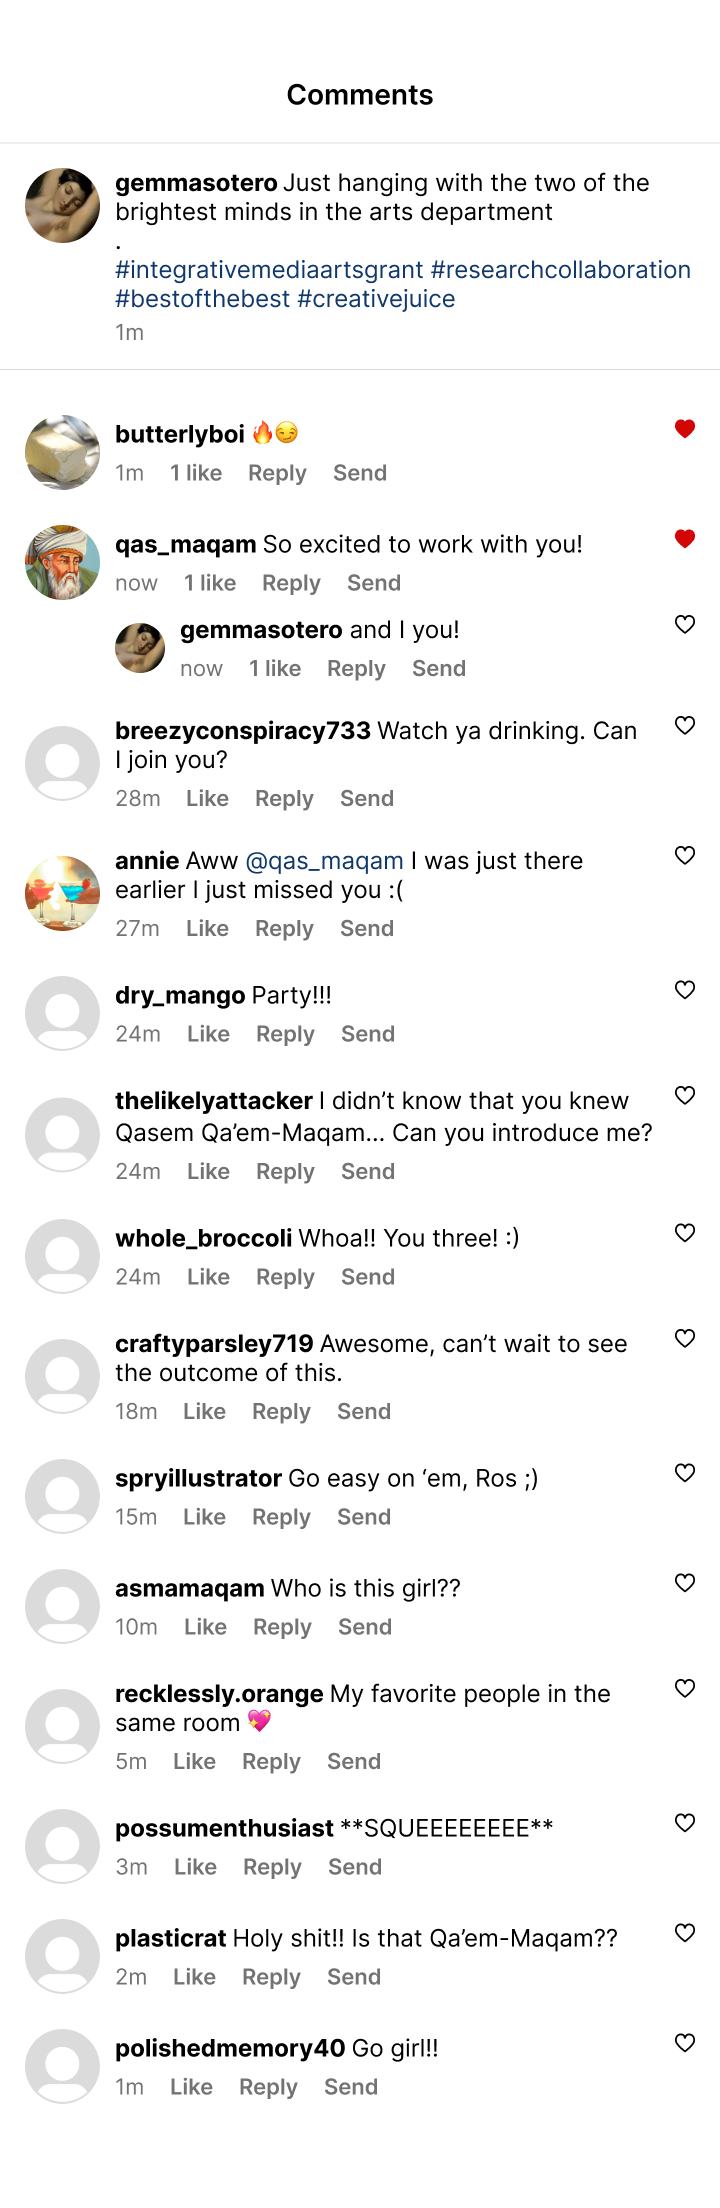 Comments
gemmasotero Just hanging with the two of the
brightest minds in the arts department
.
#integrativemediaartsgrant #researchcollaboration
#bestofthebest #creativejuice
1m
butterlyboi 🔥😏
1m 1 like Reply Send
qas_maqam So excited to work with you!
now 1 like Reply Send
gemmasotero and I you!
now 1 like Reply Send
breezyconspiracy733 Watch ya drinking. Can
I join you?
28m Like Reply Send
annie Aww @qas_maqam I was just there
earlier I just missed you :(
27m Like Reply Send
dry_mango Party!!!
24m Like Reply Send
thelikelyattacker I didn’t know that you knew
Qasem Qa’em-Maqam... Can you introduce me?
24m Like Reply Send
whole_broccoli Whoa!! You three! :)
24m Like Reply Send
craftyparsley719 Awesome, can’t wait to see
the outcome of this.
18m Like Reply Send
spryillustrator Go easy on ‘em, Ros ;)
15m Like Reply Send
asmamaqam Who is this girl??
10m Like Reply Send
recklessly.orange My favorite people in the
same room 💖
5m Like Reply Send
possumenthusiast **SQUEEEEEEEE**
3m Like Reply Send
plasticrat Holy shit!! Is that Qa’em-Maqam??
2m Like Reply Send
polishedmemory40 Go girl!!
1m Like Reply Send